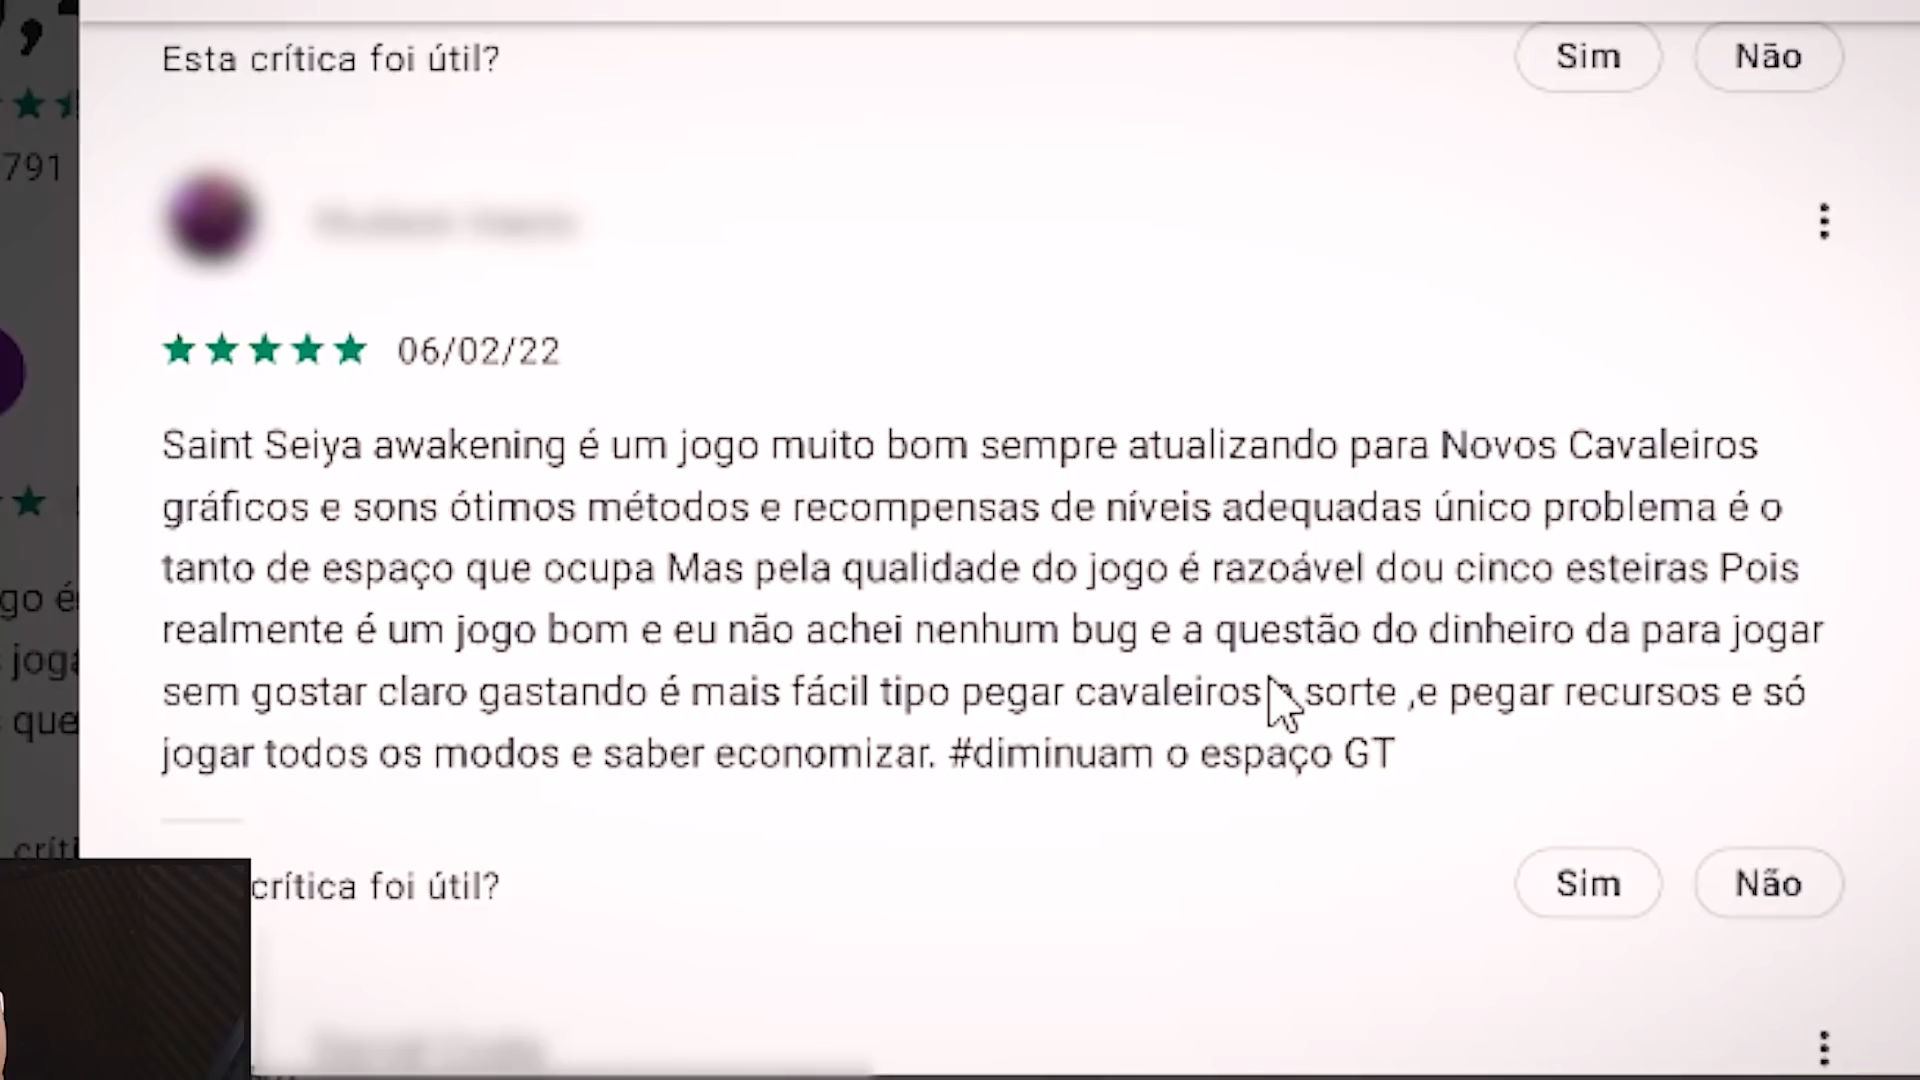 791
go é
jog
que
críti
Esta crítica foi útil?
Sim
Não
06/02/22
Saint Seiya awakening é um jogo muito bom sempre atualizando para Novos Cavaleiros
gráficos e sons ótimos métodos e recompensas de níveis adequadas único problema é o
tanto de espaço que ocupa Mas pela qualidade do jogo é razoável dou cinco esteiras Pois
realmente é um jogo bom e eu não achei nenhum bug e a questão do dinheiro da para jogar
sem gostar claro gastando é mais fácil tipo pegar cavaleiros sorte ,e pegar recursos e só
jogar todos os modos e saber economizar. #diminuam o espaço GT
crítica foi útil?
Sim
Não